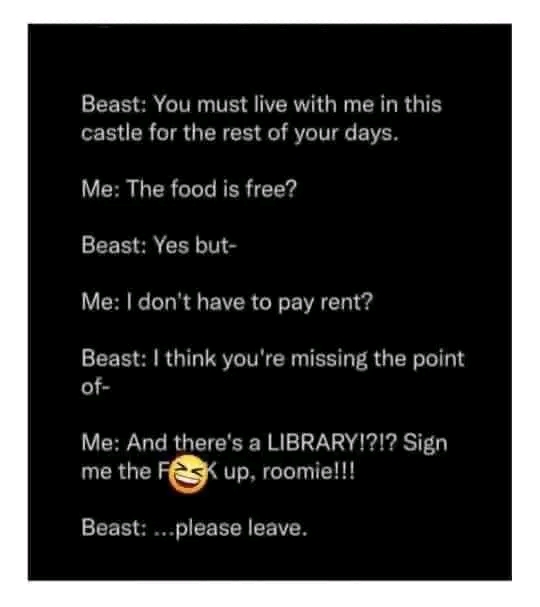 Beast: You must live with me in this
castle for the rest of your days.
Me: The food is free?
Beast: Yes but-
Me: I don't have to pay rent?
Beast: I think you're missing the point
of-
Me: And there's a LIBRARY!?!? Sign
me the F😆K up, roomie!!!
Beast: ...please leave.